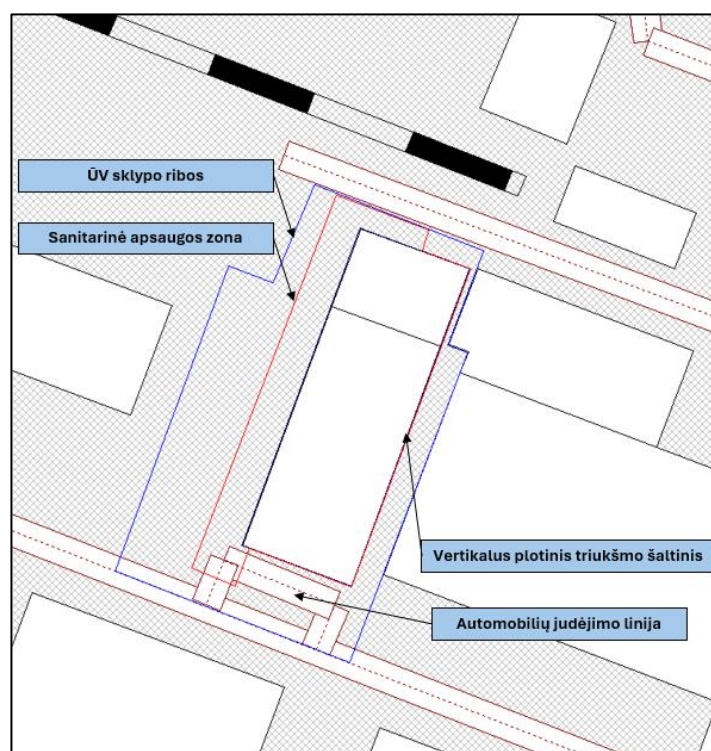 ŪV sklypo ribos
Sanitarinė apsaugos zona
Vertikalus plotinis triukšmo šaltinis
Automobilių judėjimo linija